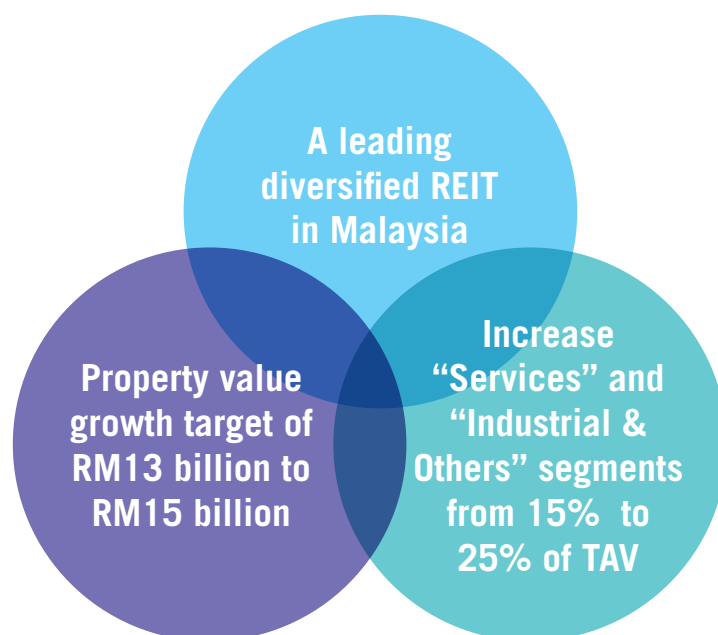 A leading
diversified REIT
in Malaysia
Property value
growth target of
RM13 billion to
RM15 billion
Increase
“Services” and
“Industrial &
Others” segments
from 15% to
25% of TAV